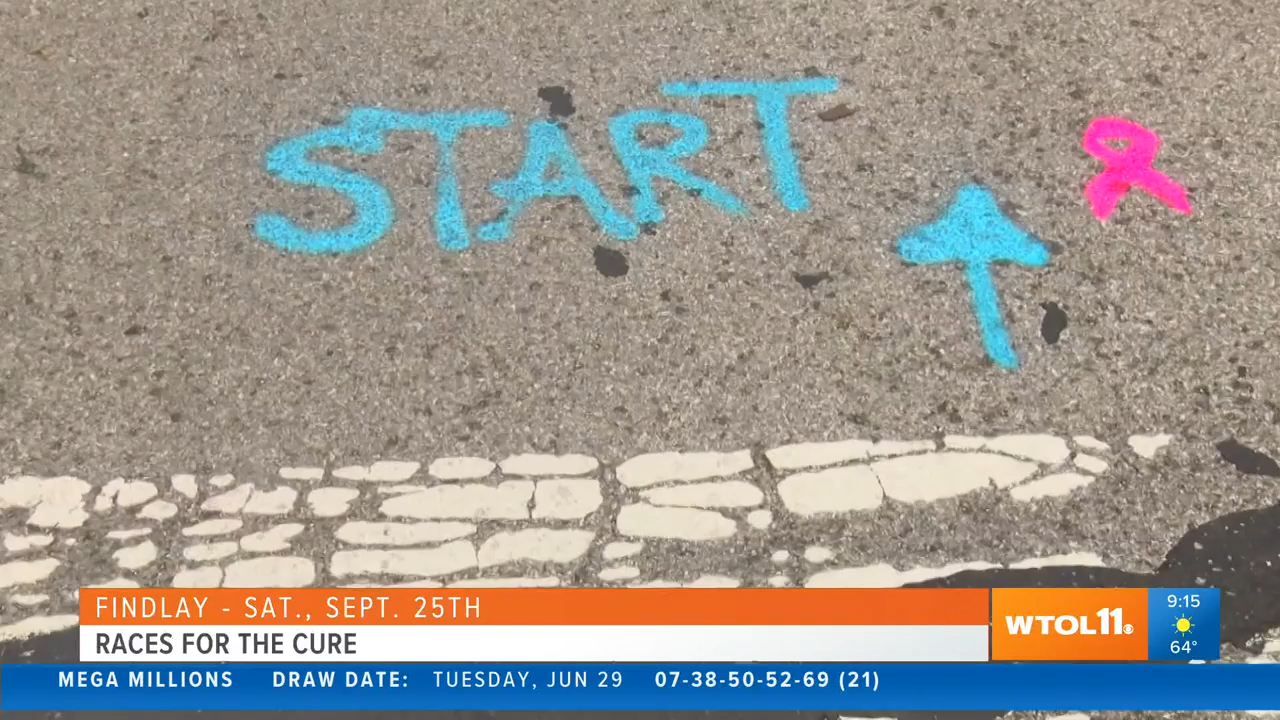 START
FINDLAY - SAT., SEPT. 25TH
RACES FOR THE CURE
WTOL11
9:15
64°
MEGA MILLIONS DRAW DATE: TUESDAY, JUN 29 07-38-50-52-69 (21)